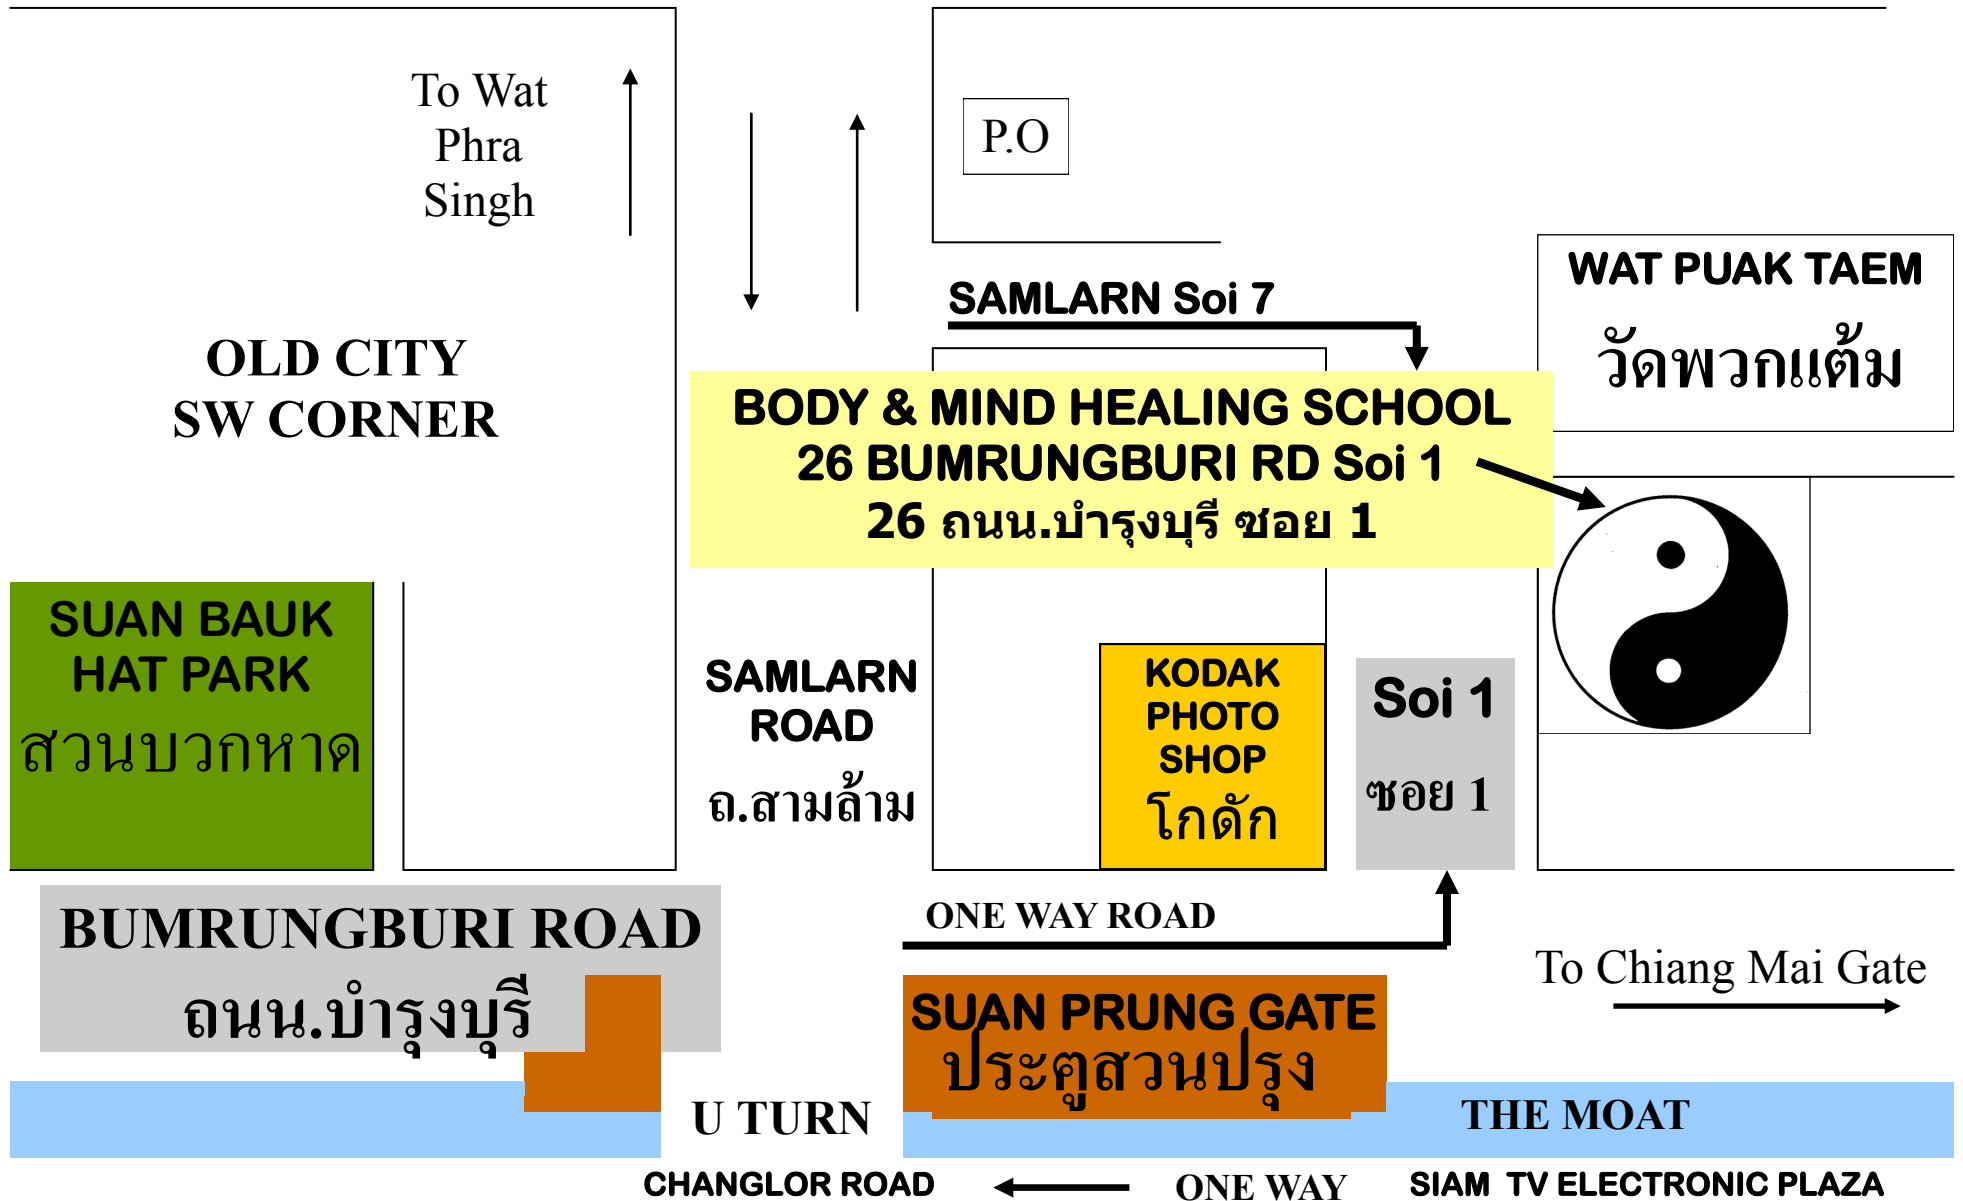 To Wat
Phra
Singh
P.O
SAMLARN Soi 7
WAT PUAK TAEM
วัดพวกแต้ม
OLD CITY
SW CORNER
BODY & MIND HEALING SCHOOL
26 BUMRUNGBURI RD Soi 1
26 ถนน.บำรุงบุรี ซอย 1
SUAN BAUK
HAT PARK
สวนบวกหาด
SAMLARN
ROAD
ถ.สามล้าม
KODAK
PHOTO
SHOP
โกดัก
Soi 1
ซอย 1
BUMRUNGBURI ROAD
ถนน.บำรุงบุรี
ONE WAY ROAD
To Chiang Mai Gate
SUAN PRUNG GATE
ประตูสวนปรุง
U TURN
THE MOAT
CHANGLOR ROAD
ONE WAY
SIAM TV ELECTRONIC PLAZA